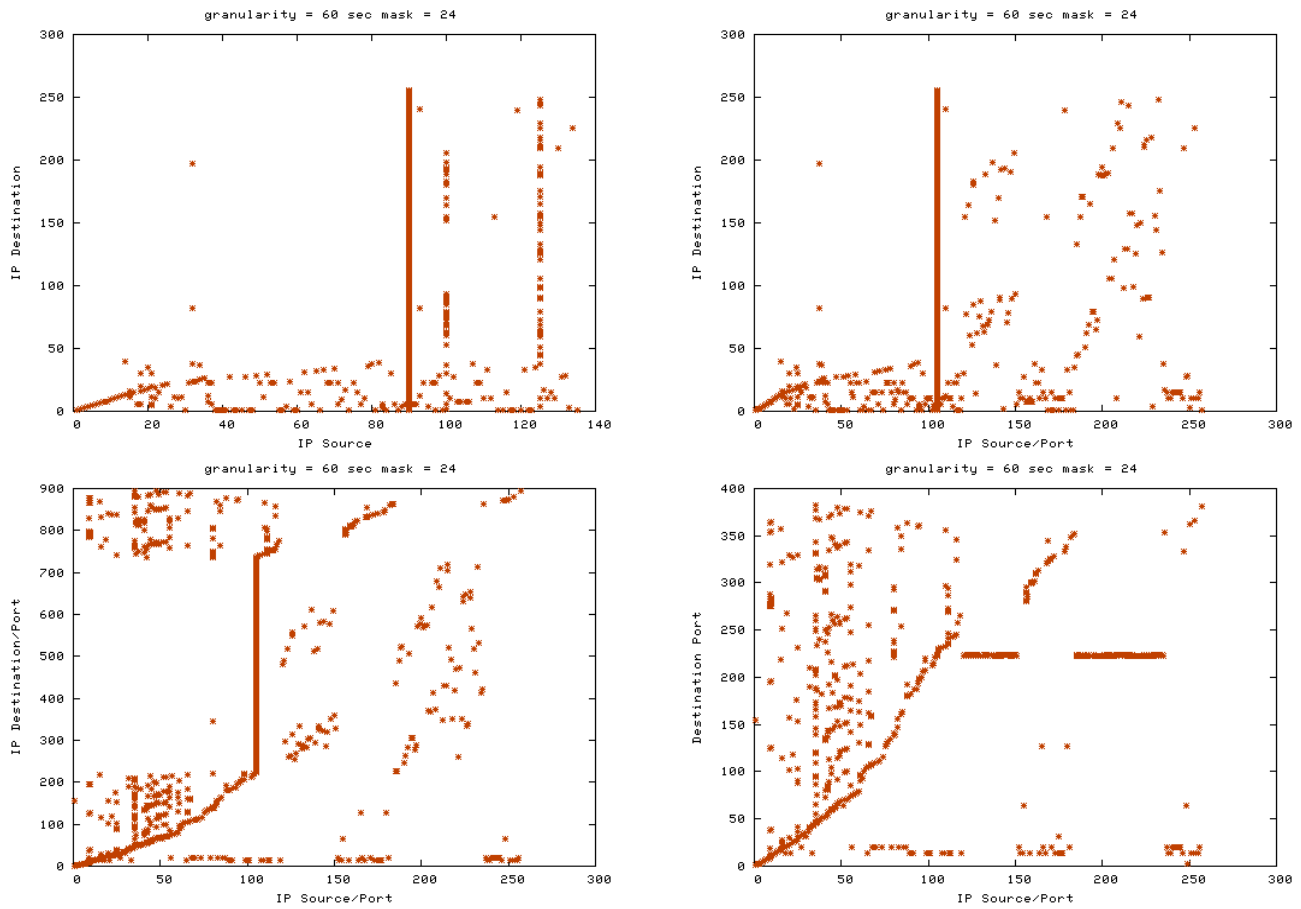 granularity = 60 sec mask = 24
300
250
200
150
100
50
0
IP Destination
0 20 40 60 80 100 120 140
IP Source
granularity = 60 sec mask = 24
300
250
200
150
100
50
0
IP Destination
0 50 100 150 200 250 300
IP Source/Port
granularity = 60 sec mask = 24
900
800
700
600
500
400
300
200
100
0
IP Destination/Port
0 50 100 150 200 250 300
IP Source/Port
granularity = 60 sec mask = 24
400
350
300
250
200
150
100
50
0
Destination Port
0 50 100 150 200 250 300
IP Source/Port